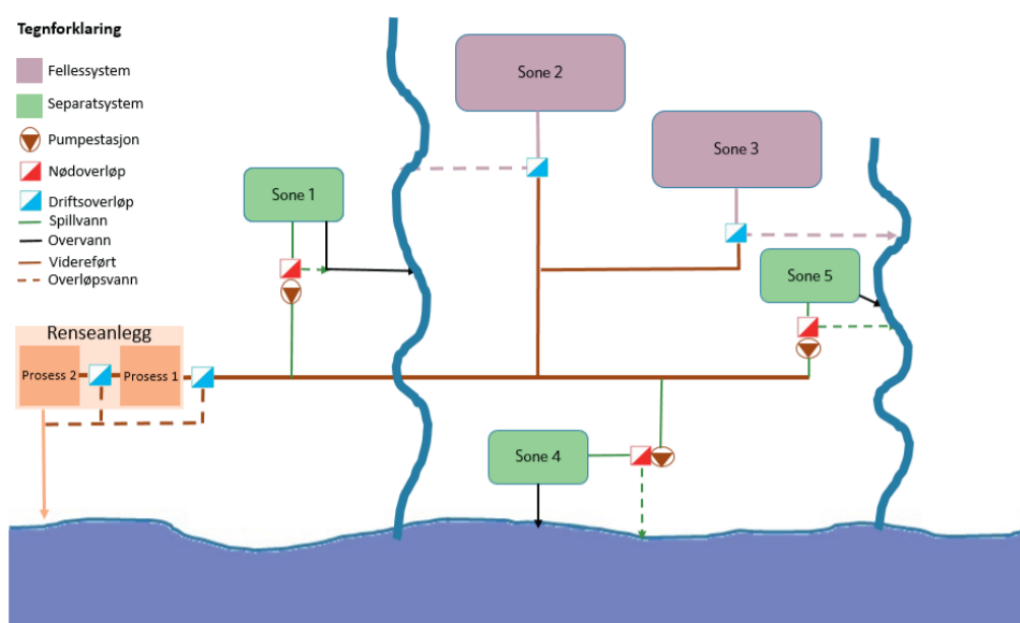 Tegnforklaring
Fellessystem
Separatsystem
Pumpestasjon
Nødoverløp
Driftsoverløp
Spillvann
Overvann
Videreført
Overløpsvann
Sone 1
Sone 2
Sone 3
Sone 5
Renseanlegg
Prosess 2
Prosess 1
Sone 4